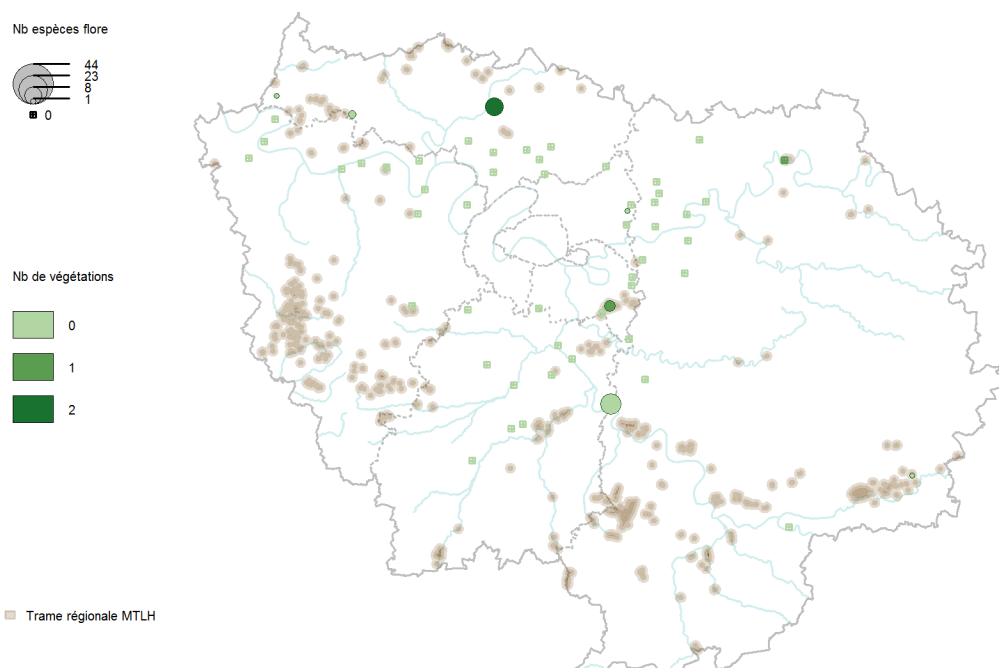 Nb espèces flore
44
23
8
1
0
Nb de végétations
0
1
2
Trame régionale MTLH